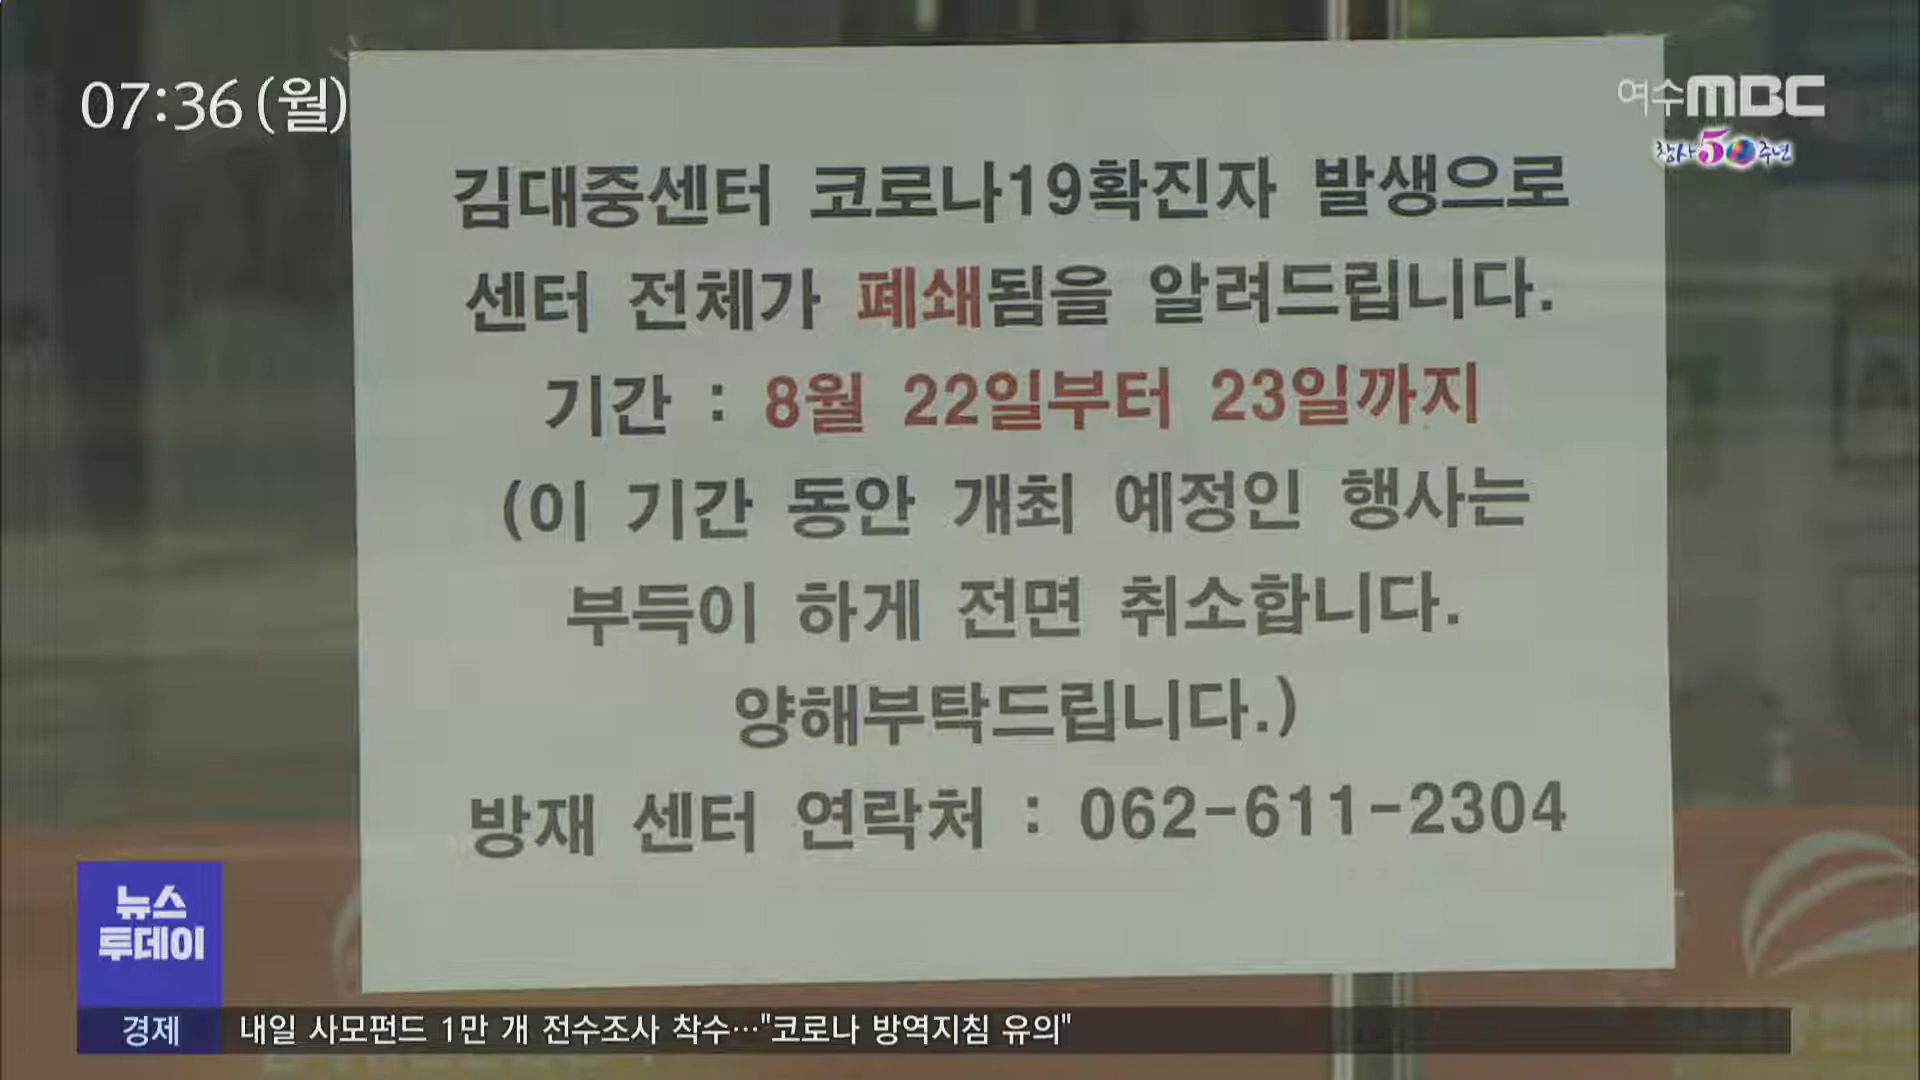 07:36 (월)
여수MBC
창사50주년
김대중센터 코로나19확진자 발생으로
센터 전체가 폐쇄됨을 알려드립니다.
기간 : 8월 22일부터 23일까지
(이 기간 동안 개최 예정인 행사는
부득이 하게 전면 취소합니다.
양해부탁드립니다.)
방재 센터 연락처 : 062-611-2304
뉴스
투데이
경제 내일 사모펀드 1만 개 전수조사 착수…"코로나 방역지침 유의"